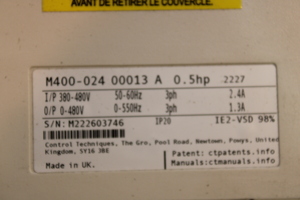 AVANT DE RETIRER LE COUVERCLE.
M400-024 00013 A 0.5hp 2227
I/P 380-480V 50-60Hz 3ph 2.4A
O/P 0-480V 0-550Hz 3ph 1.3A
S/N: M222603746 IP20 IE2-VSD 98%
Control Techniques, The Gro, Pool Road, Newtown, Powys, United
Kingdom, SY16 3BE
Patent: ctpatents.info
Made in UK. Manuals: ctmanuals.info